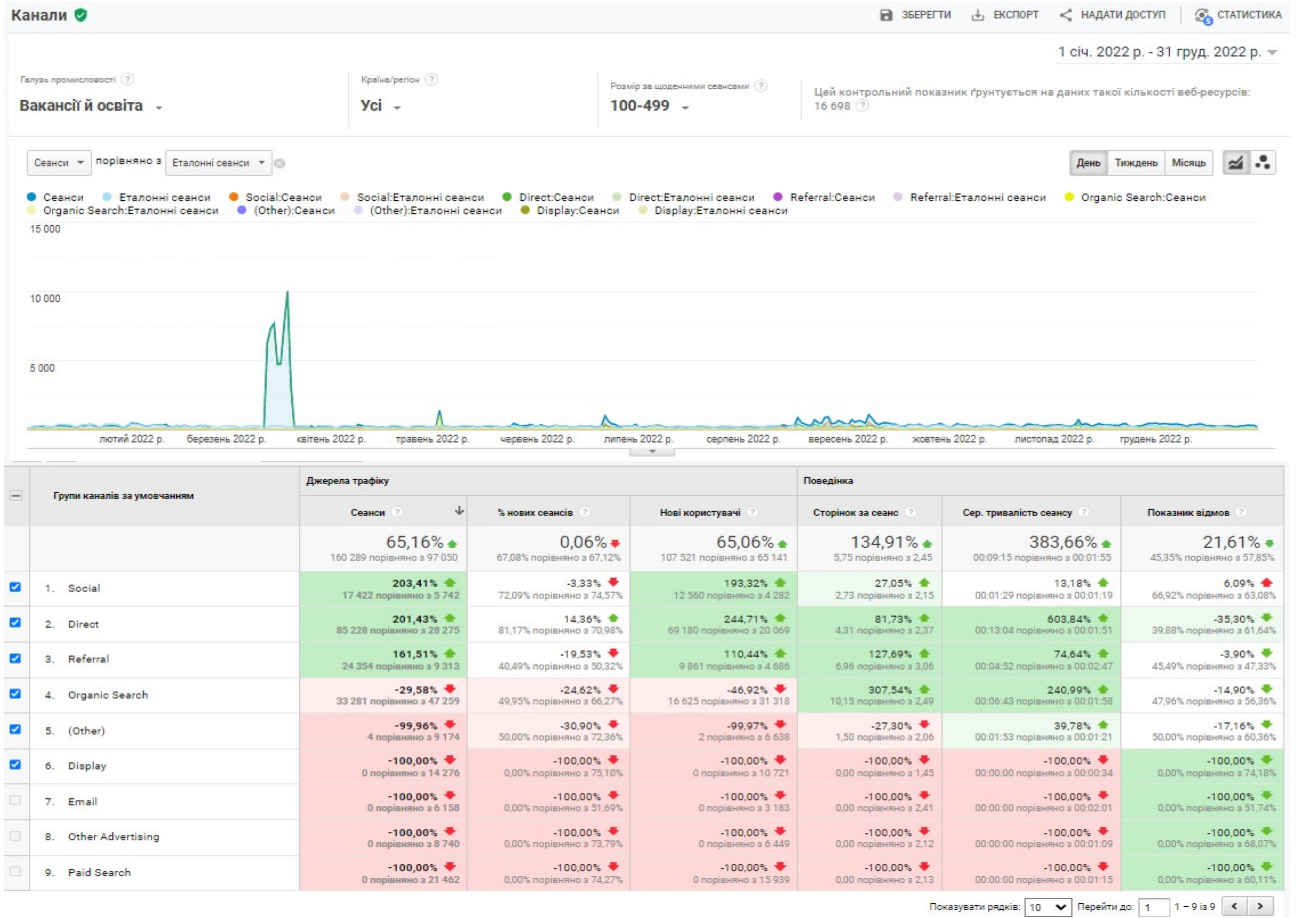 Канали
ЗБЕРЕГТИ ЕКСПОРТ НАДАТИ ДОСТУП 5 СТАТИСТИКА
1 січ. 2022 р. - 31 груд. 2022 р.
Галузь промисловості ?
Вакансії й освіта
Країна/регіон ?
Усі
Розмір за щоденними сеансами ?
100-499
Цей контрольний показник ґрунтується на даних такої кількості веб-ресурсів:
16 698 ?
Сеанси порівняно з Еталонні сеанси
День Тиждень Місяць
Сеанси Еталонні сеанси Social:Сеанси Social:Еталонні сеанси Direct:Сеанси Direct:Еталонні сеанси Referral:Сеанси Referral:Еталонні сеанси Organic Search:Сеанси
Organic Search:Еталонні сеанси (Other):Сеанси (Other):Еталонні сеанси Display:Сеанси Display:Еталонні сеанси
15 000
10 000
5 000
лютий 2022 р. березень 2022 р. квітень 2022 р. травень 2022 р. червень 2022 р. липень 2022 р. серпень 2022 р. вересень 2022 р. жовтень 2022 р. листопад 2022 р. грудень 2022 р.
Групи каналів за умовчанням
Джерела трафіку Поведінка
Сеанси ? % нових сеансів ? Нові користувачі ? Сторінок за сеанс ? Сер. тривалість сеансу ? Показник відмов ?
65,16% 0,06% 65,06% 134,91% 383,66% 21,61%
160 289 порівняно з 97 050 67,08% порівняно з 67,12% 107 521 порівняно з 65 141 5,75 порівняно з 2,45 00:09:15 порівняно з 00:01:55 45,35% порівняно з 57,85%
1. Social 203,41% -3,33% 193,32% 27,05% 13,18% 6,09%
17 422 порівняно з 5 742 72,09% порівняно з 74,57% 12 560 порівняно з 4 282 2,73 порівняно з 2,15 00:01:29 порівняно з 00:01:19 66,92% порівняно з 63,08%
2. Direct 201,43% 14,36% 244,71% 81,73% 603,84% -35,30%
85 228 порівняно з 28 275 81,17% порівняно з 70,98% 69 180 порівняно з 20 069 4,31 порівняно з 2,37 00:13:04 порівняно з 00:01:51 39,88% порівняно з 61,64%
3. Referral 161,51% -19,53% 110,44% 127,69% 74,64% -3,90%
24 354 порівняно з 9 313 40,49% порівняно з 50,32% 9 861 порівняно з 4 686 6,96 порівняно з 3,06 00:04:52 порівняно з 00:02:47 45,49% порівняно з 47,33%
4. Organic Search -29,58% -24,62% -46,92% 307,54% 240,99% -14,90%
33 281 порівняно з 47 259 49,95% порівняно з 66,27% 16 625 порівняно з 31 318 10,15 порівняно з 2,49 00:06:43 порівняно з 00:01:58 47,96% порівняно з 56,36%
5. (Other) -99,96% -30,90% -99,97% -27,30% 39,78% -17,16%
4 порівняно з 9 174 50,00% порівняно з 72,36% 2 порівняно з 6 638 1,50 порівняно з 2,06 00:01:53 порівняно з 00:01:21 50,00% порівняно з 60,36%
6. Display -100,00% -100,00% -100,00% -100,00% -100,00% -100,00%
0 порівняно з 14 276 0,00% порівняно з 75,10% 0 порівняно з 10 721 0,00 порівняно з 1,45 00:00:00 порівняно з 00:00:34 0,00% порівняно з 74,18%
7. Email -100,00% -100,00% -100,00% -100,00% -100,00% -100,00%
0 порівняно з 6 158 0,00% порівняно з 51,69% 0 порівняно з 3 183 0,00 порівняно з 2,41 00:00:00 порівняно з 00:02:01 0,00% порівняно з 51,74%
8. Other Advertising -100,00% -100,00% -100,00% -100,00% -100,00% -100,00%
0 порівняно з 8 740 0,00% порівняно з 73,79% 0 порівняно з 6 449 0,00 порівняно з 2,12 00:00:00 порівняно з 00:01:09 0,00% порівняно з 68,07%
9. Paid Search -100,00% -100,00% -100,00% -100,00% -100,00% -100,00%
0 порівняно з 21 462 0,00% порівняно з 74,27% 0 порівняно з 15 939 0,00 порівняно з 2,13 00:00:00 порівняно з 00:01:15 0,00% порівняно з 60,11%
Показувати рядків: 10 Перейти до: 1 1 – 9 із 9